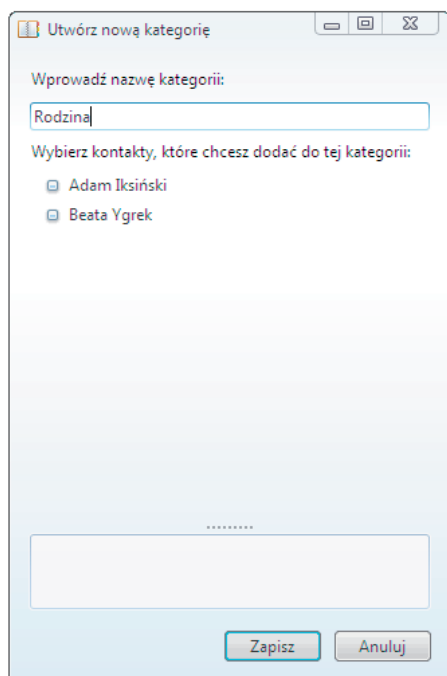 Utwórz nową kategorię
Wprowadź nazwę kategorii:
Rodzina
Wybierz kontakty, które chcesz dodać do tej kategorii:
Adam Iksiński
Beata Ygrek
Zapisz Anuluj